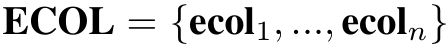 ECOL = {ecol₁, ..., ecolₙ}